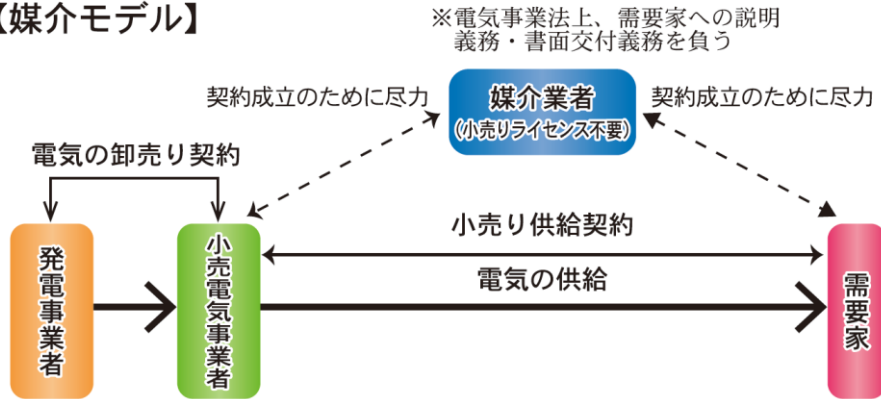 【媒介モデル】
※電気事業法上、需要家への説明
義務・書面交付義務を負う
契約成立のために尽力
媒介業者
(小売りライセンス不要)
契約成立のために尽力
電気の卸売り契約
発電事業者
小売電気事業者
小売り供給契約
電気の供給
需要家